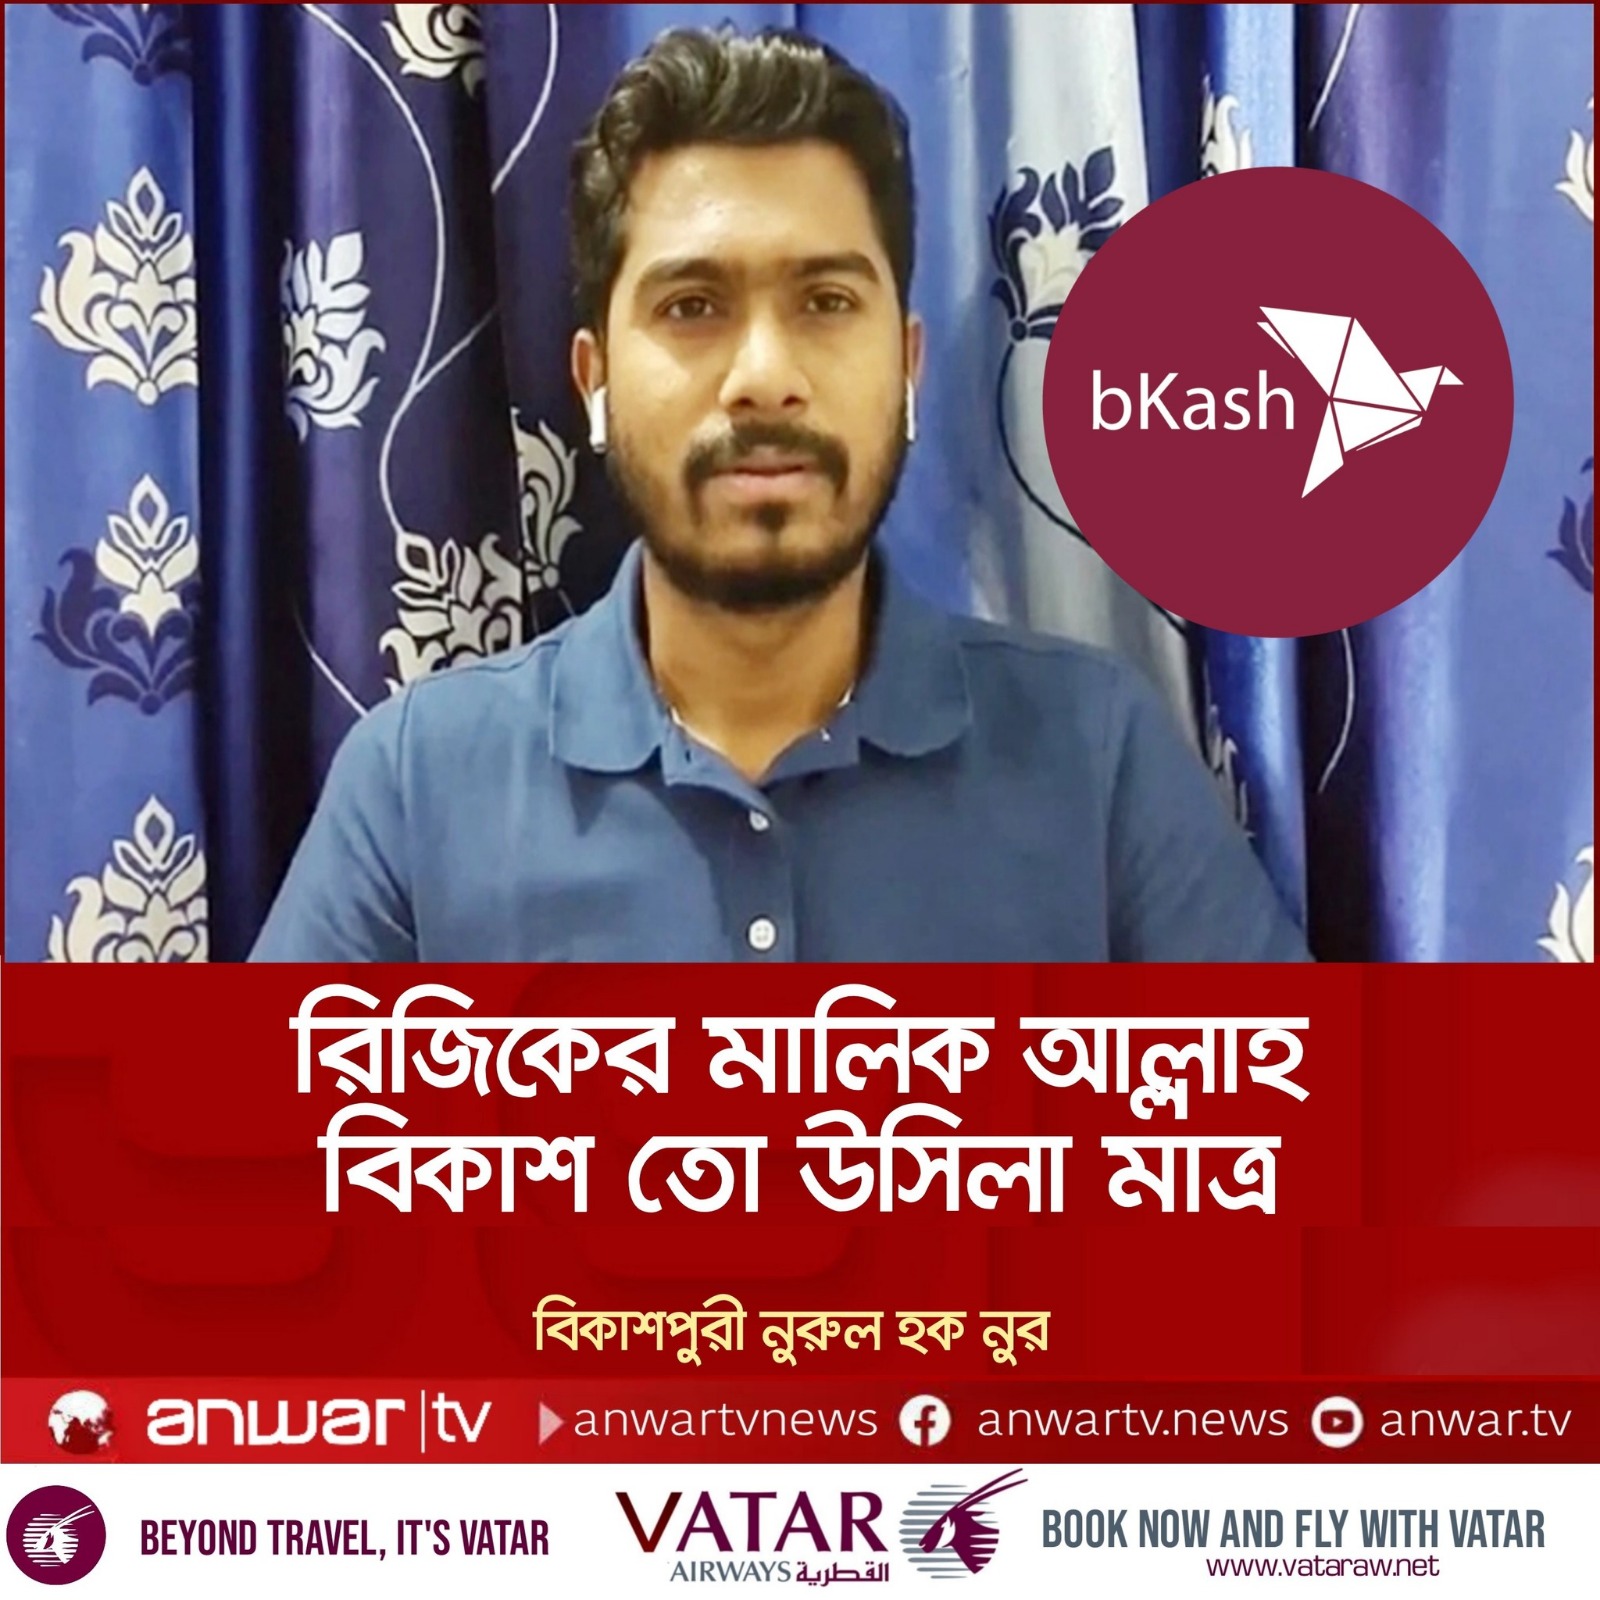 bKash
রিজিকের মালিক আল্লাহ
বিকাশ তো উসিলা মাত্র
বিকাশপুরী নুরুল হক নুর
anwar|tv anwartvnews anwartv.news anwar.tv
BEYOND TRAVEL, IT'S VATAR
VATAR
AIRWAYS القطرية
BOOK NOW AND FLY WITH VATAR
www.vataraw.net